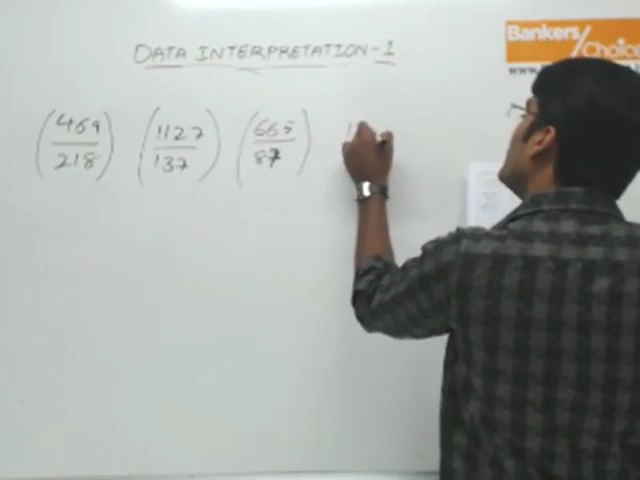 Bankers
Choice
DATA INTERPRETATION-1
(469/218) (1127/137) (665/87)